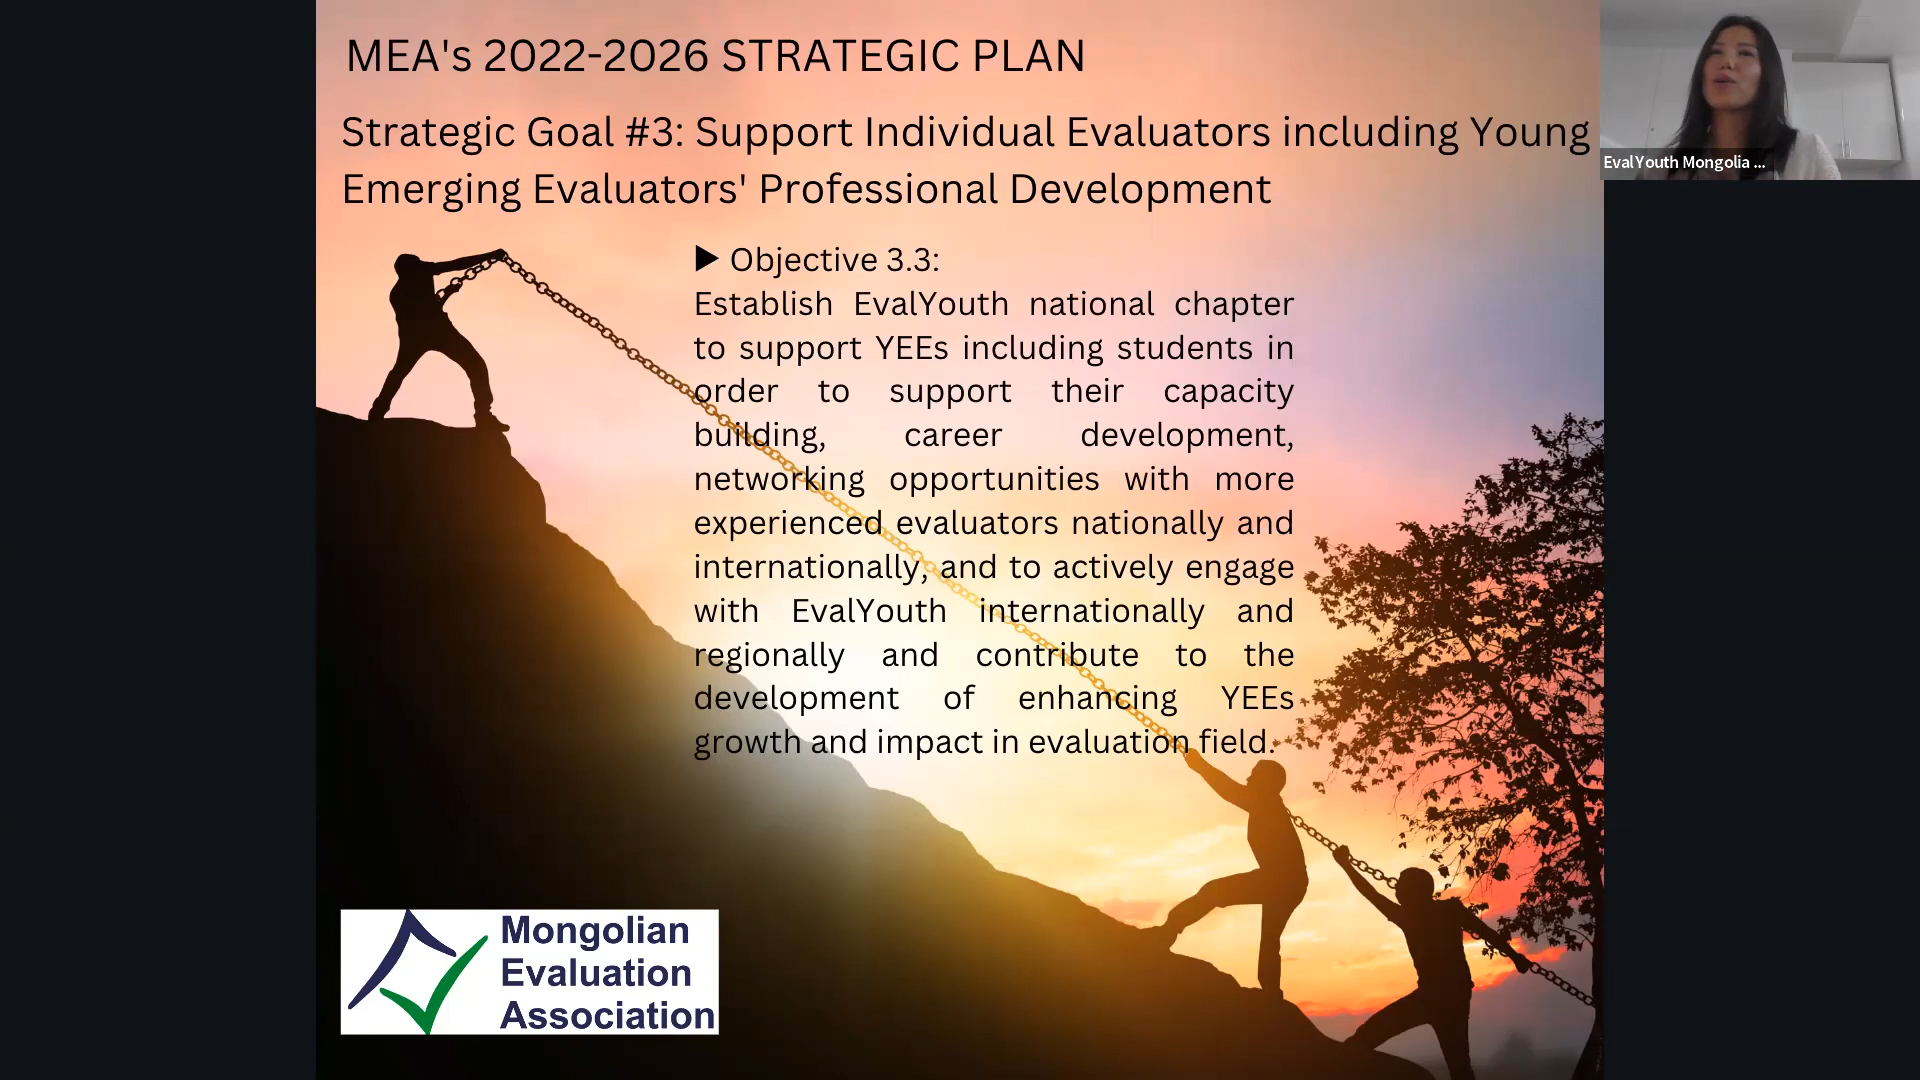 MEA's 2022-2026 STRATEGIC PLAN
Strategic Goal #3: Support Individual Evaluators including Young
Emerging Evaluators' Professional Development
▶ Objective 3.3:
Establish EvalYouth national chapter
to support YEEs including students in
order to support their capacity
building, career development,
networking opportunities with more
experienced evaluators nationally and
internationally, and to actively engage
with EvalYouth internationally and
regionally and contribute to the
development of enhancing YEEs
growth and impact in evaluation field.
Mongolian
Evaluation
Association
EvalYouth Mongolia ...